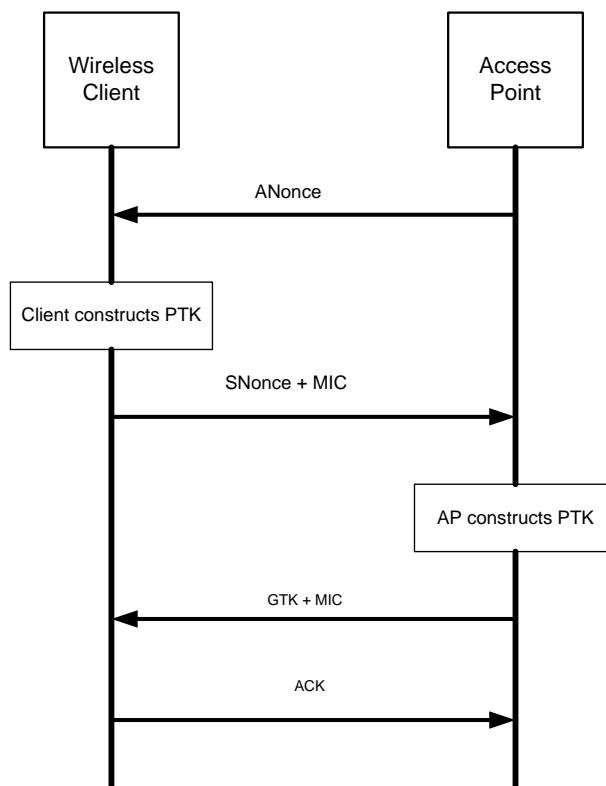 Wireless
Client
Access
Point
ANonce
Client constructs PTK
SNonce + MIC
AP constructs PTK
GTK + MIC
ACK